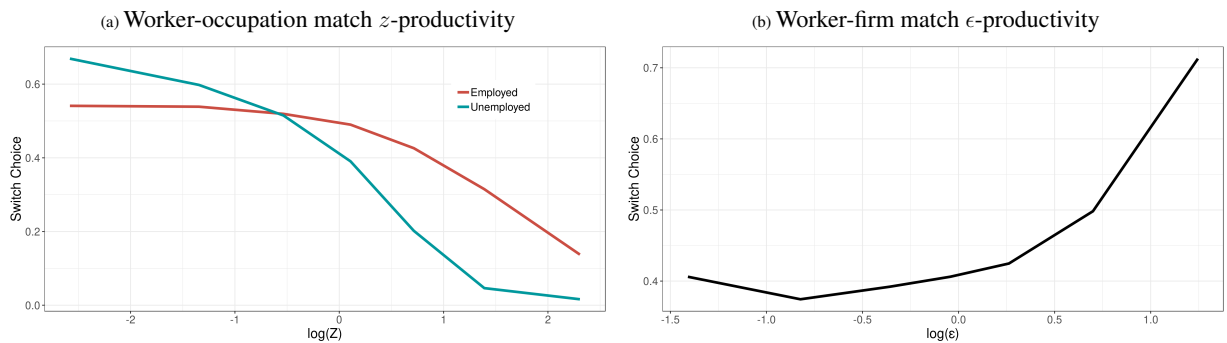 (a) Worker-occupation match z-productivity
0.6
0.4
0.2
0.0
Switch Choice
Employed
Unemployed
-2
-1
0
1
2
log(Z)
(b) Worker-firm match ϵ-productivity
0.7
0.6
0.5
0.4
Switch Choice
-1.5
-1.0
-0.5
0.0
0.5
1.0
log(ε)